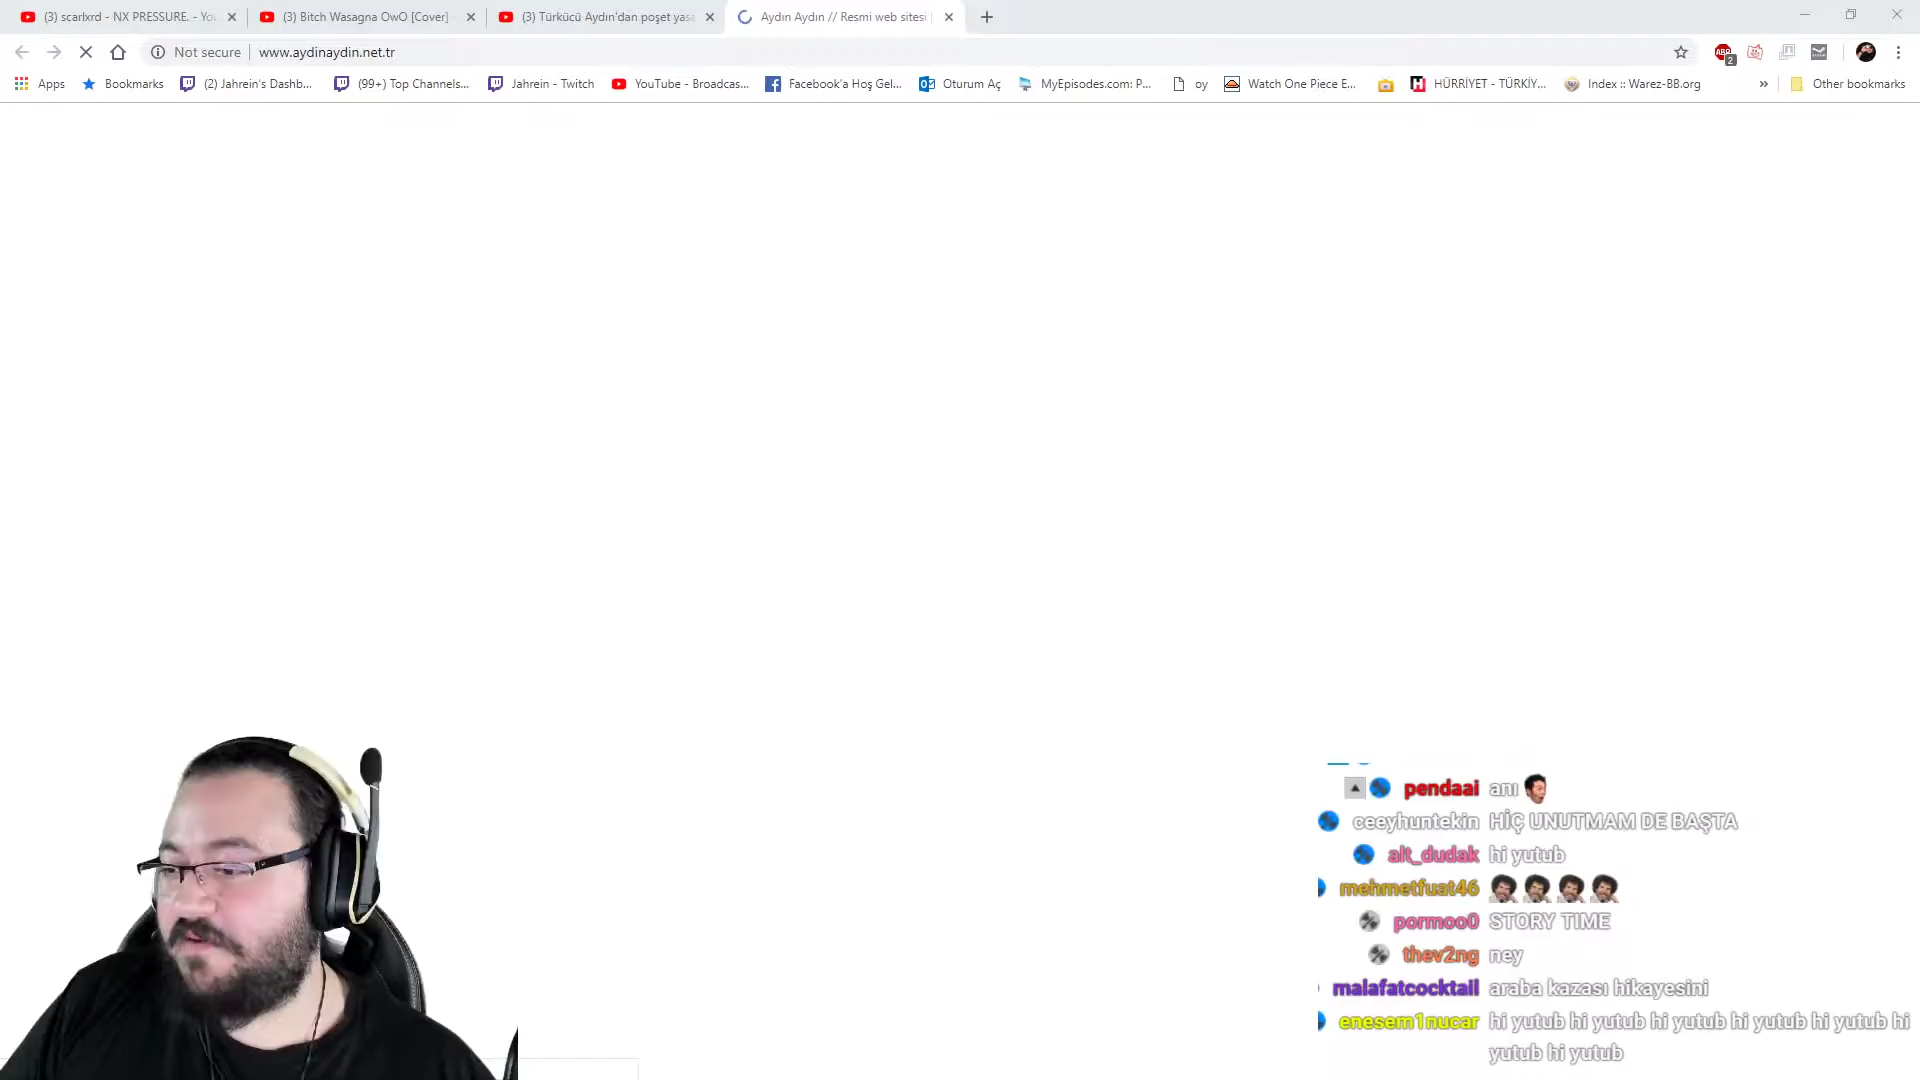 (3) scarlxrd - NX PRESSURE. - You
(3) Bitch Wasagna OwO [Cover]
(3) Türkücü Aydın'dan poşet yasa
Aydın Aydın // Resmi web sitesi
Not secure
www.aydinaydin.net.tr
ABP
2
Apps
Bookmarks
(2) Jahrein's Dashb...
(99+) Top Channels...
Jahrein - Twitch
YouTube - Broadcas...
Facebook'a Hoş Gel...
Oturum Aç
MyEpisodes.com: P...
oy
Watch One Piece E...
HÜRRİYET - TÜRKİY...
Index :: Warez-BB.org
»
Other bookmarks
pendaai anı
ceeyhuntekin HİÇ UNUTMAM DE BAŞTA
alt_dudak hi yutub
mehmetfuat46
pormoo0 STORY TIME
thev2ng ney
malafatcocktail araba kazası hikayesini
enesem1nucar hi yutub hi yutub hi yutub hi yutub hi yutub hi
yutub hi yutub